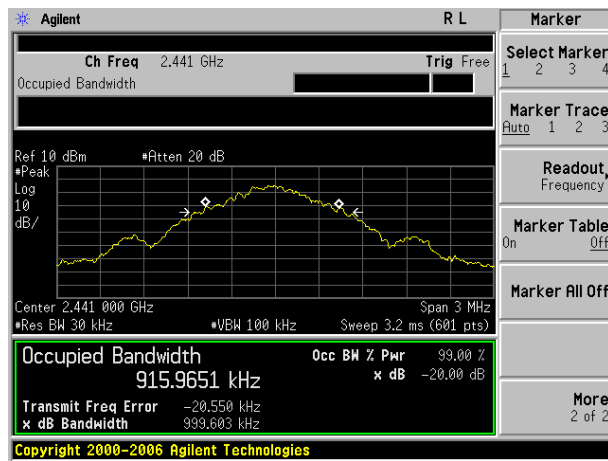 Agilent R L Marker
Ch Freq 2.441 GHz Trig Free
Occupied Bandwidth
Select Marker
1 2 3 4
Marker Trace
Auto 1 2 3
Ref 10 dBm #Atten 20 dB
#Peak
Log
10
dB/
Readout
Frequency
Marker Table
On Off
Marker All Off
Center 2.441 000 GHz Span 3 MHz
#Res BW 30 kHz #VBW 100 kHz Sweep 3.2 ms (601 pts)
Occupied Bandwidth Occ BW % Pwr 99.00 %
915.9651 kHz x dB -20.00 dB
Transmit Freq Error -20.550 kHz
x dB Bandwidth 999.603 kHz
More
2 of 2
Copyright 2000-2006 Agilent Technologies